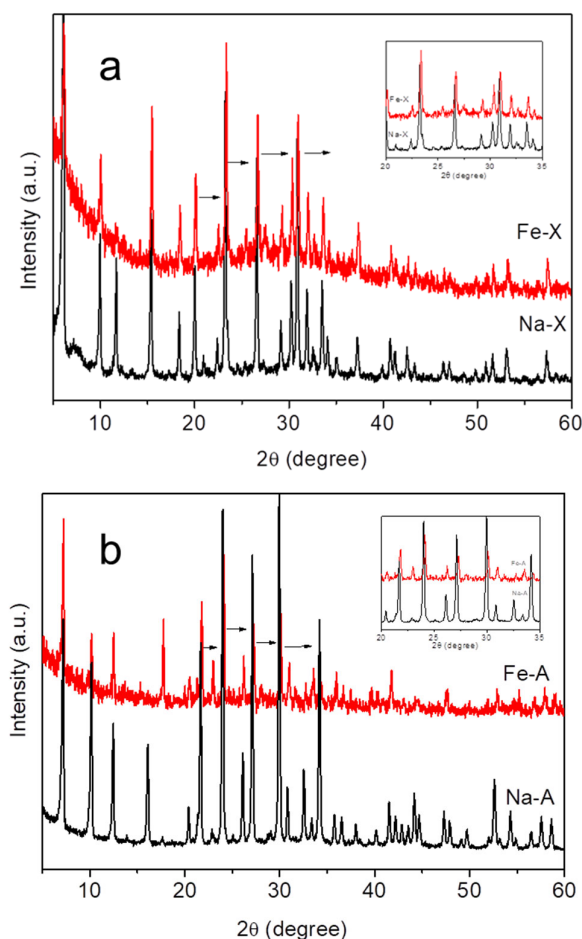 a
Intensity (a.u.)
Fe-X
Na-X
20 25 30 35
2θ (degree)
Fe-X
Na-X
10 20 30 40 50 60
2θ (degree)
b
Intensity (a.u.)
Fe-A
Na-A
20 25 30 35
2θ (degree)
Fe-A
Na-A
10 20 30 40 50 60
2θ (degree)